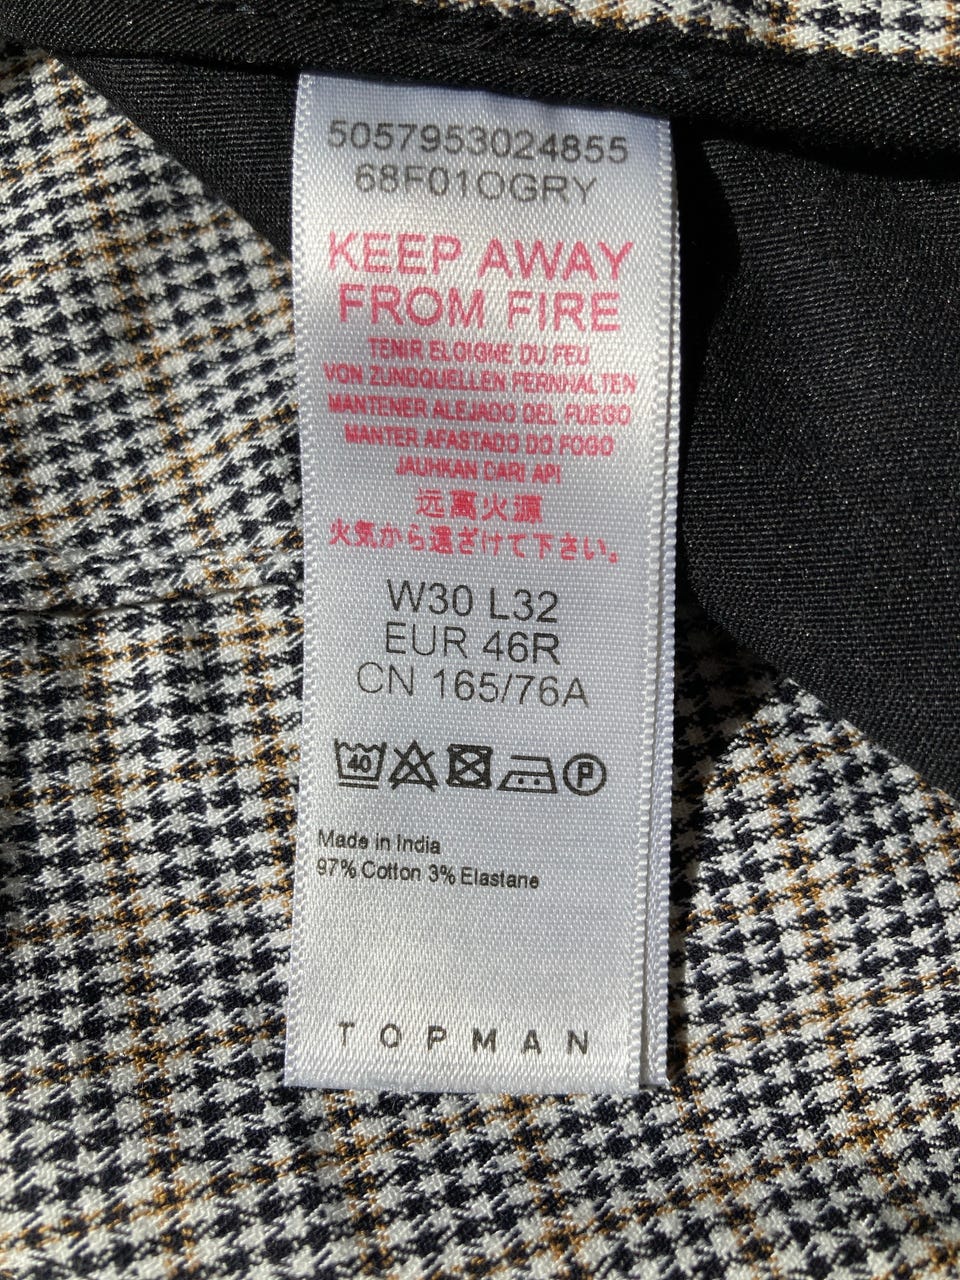 5057953024855
68F01OGRY
KEEP AWAY
FROM FIRE
TENIR ELOIGNE DU FEU
VON ZUNDQUELLEN FERNHALTEN
MANTENER ALEJADO DEL FUEGO
MANTER AFASTADO DO FOGO
JAUHKAN DARI API
远离火源
火気から遠ざけて下さい。
W30 L32
EUR 46R
CN 165/76A
40 P
Made in India
97% Cotton 3% Elastane
TOPMAN